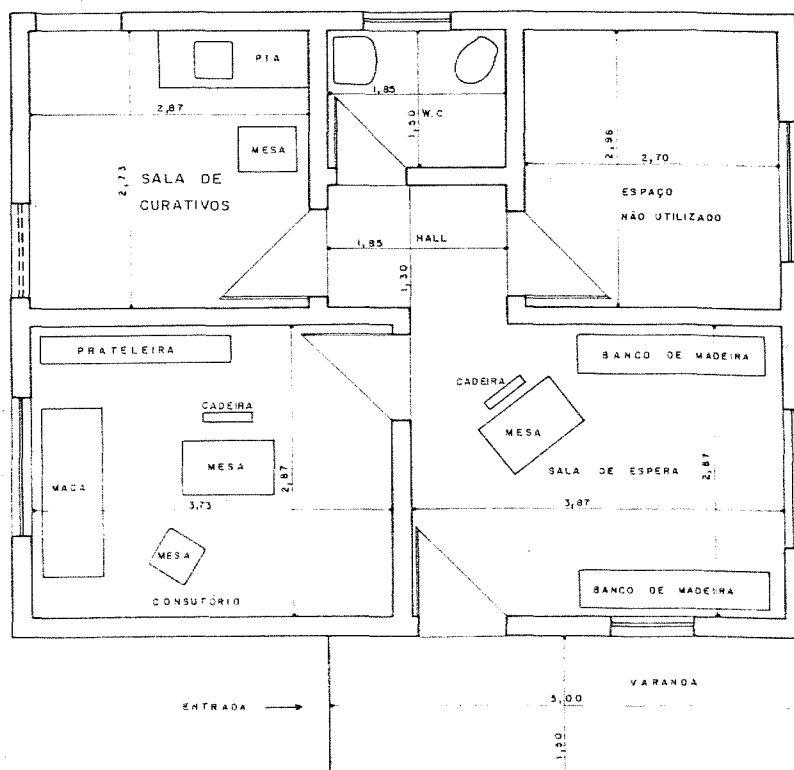 PIA
2,87
MESA
SALA DE
CURATIVOS
2,73
1,85
1,50
W.C
2,96
2,70
ESPAÇO
NÃO UTILIZADO
HALL
1,85
1,30
PRATELEIRA
CADEIRA
MESA
MACA
2,87
3,73
MESA
CONSUTÓRIO
BANCO DE MADEIRA
CADEIRA
MESA
SALA DE ESPERA
2,87
3,87
BANCO DE MADEIRA
VARANDA
ENTRADA
5,00
1,50